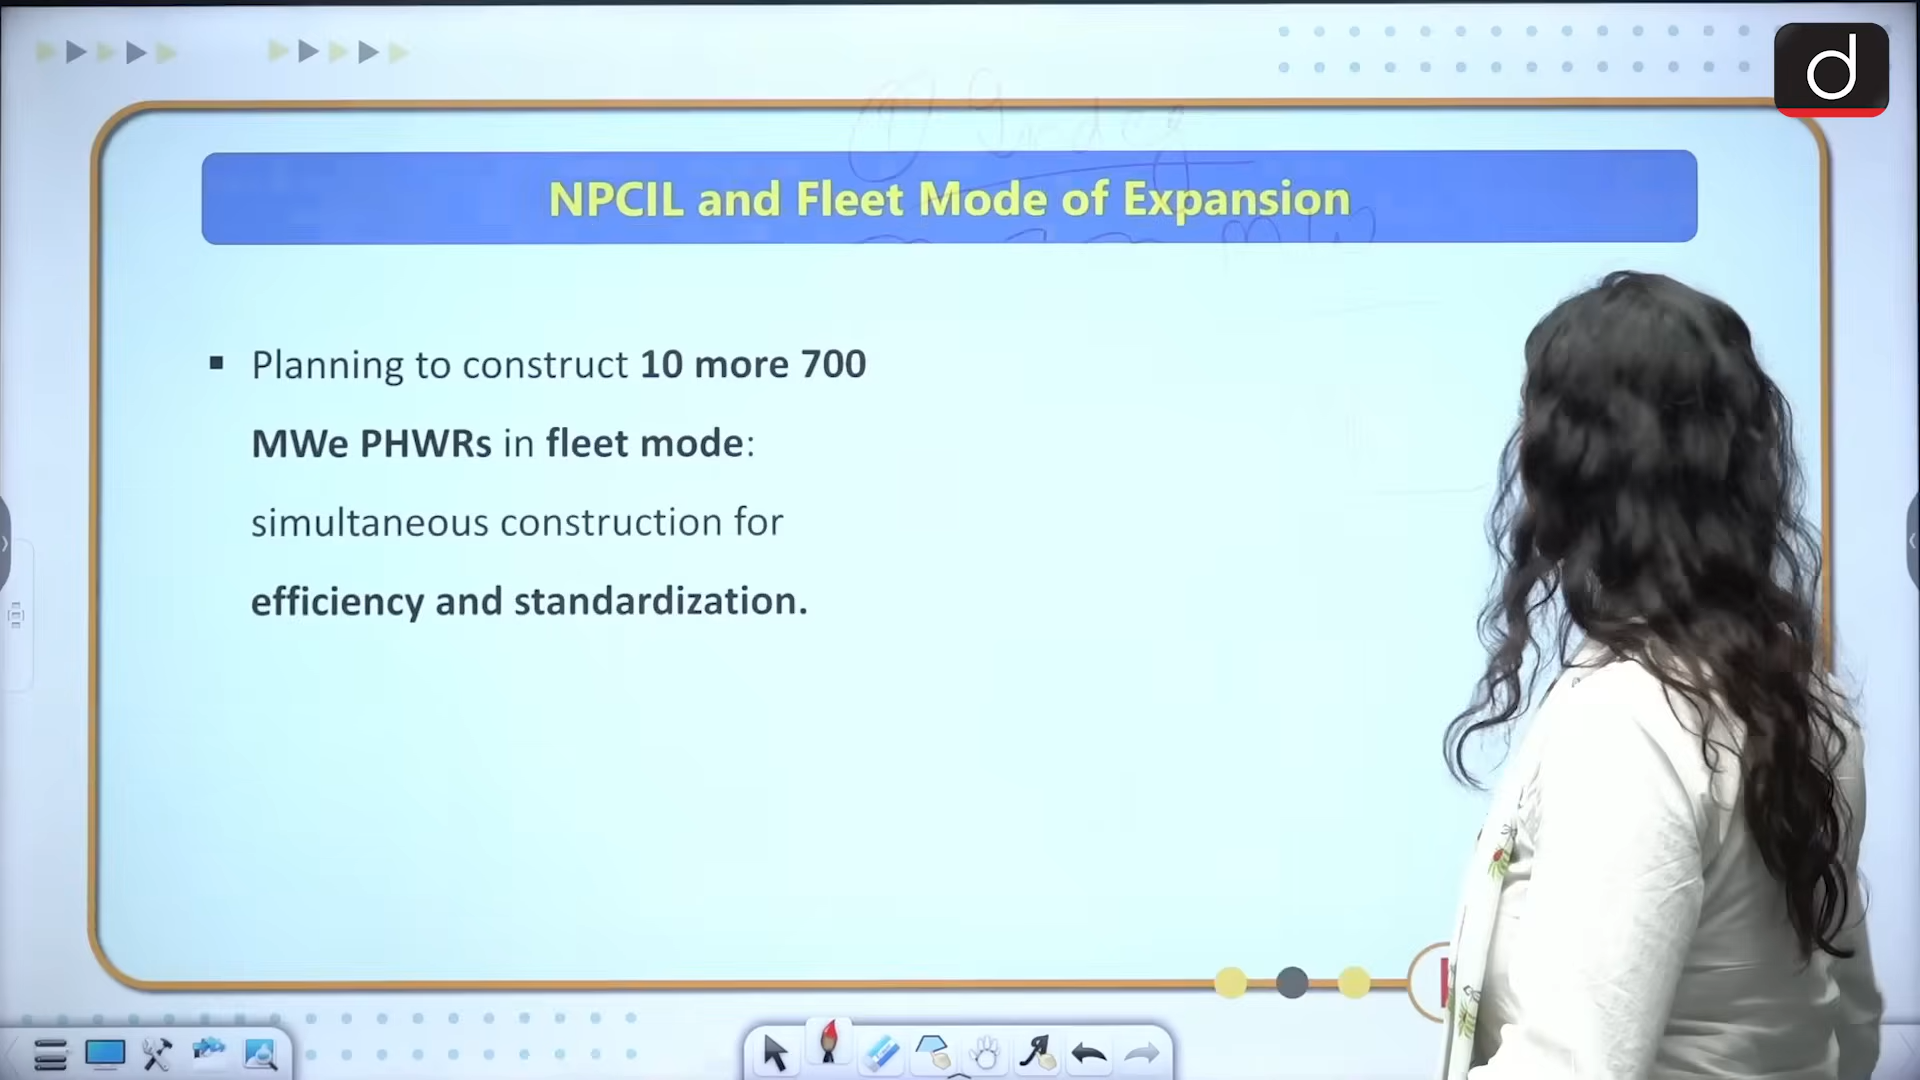 NPCIL and Fleet Mode of Expansion
▪ Planning to construct 10 more 700
MWe PHWRs in fleet mode:
simultaneous construction for
efficiency and standardization.